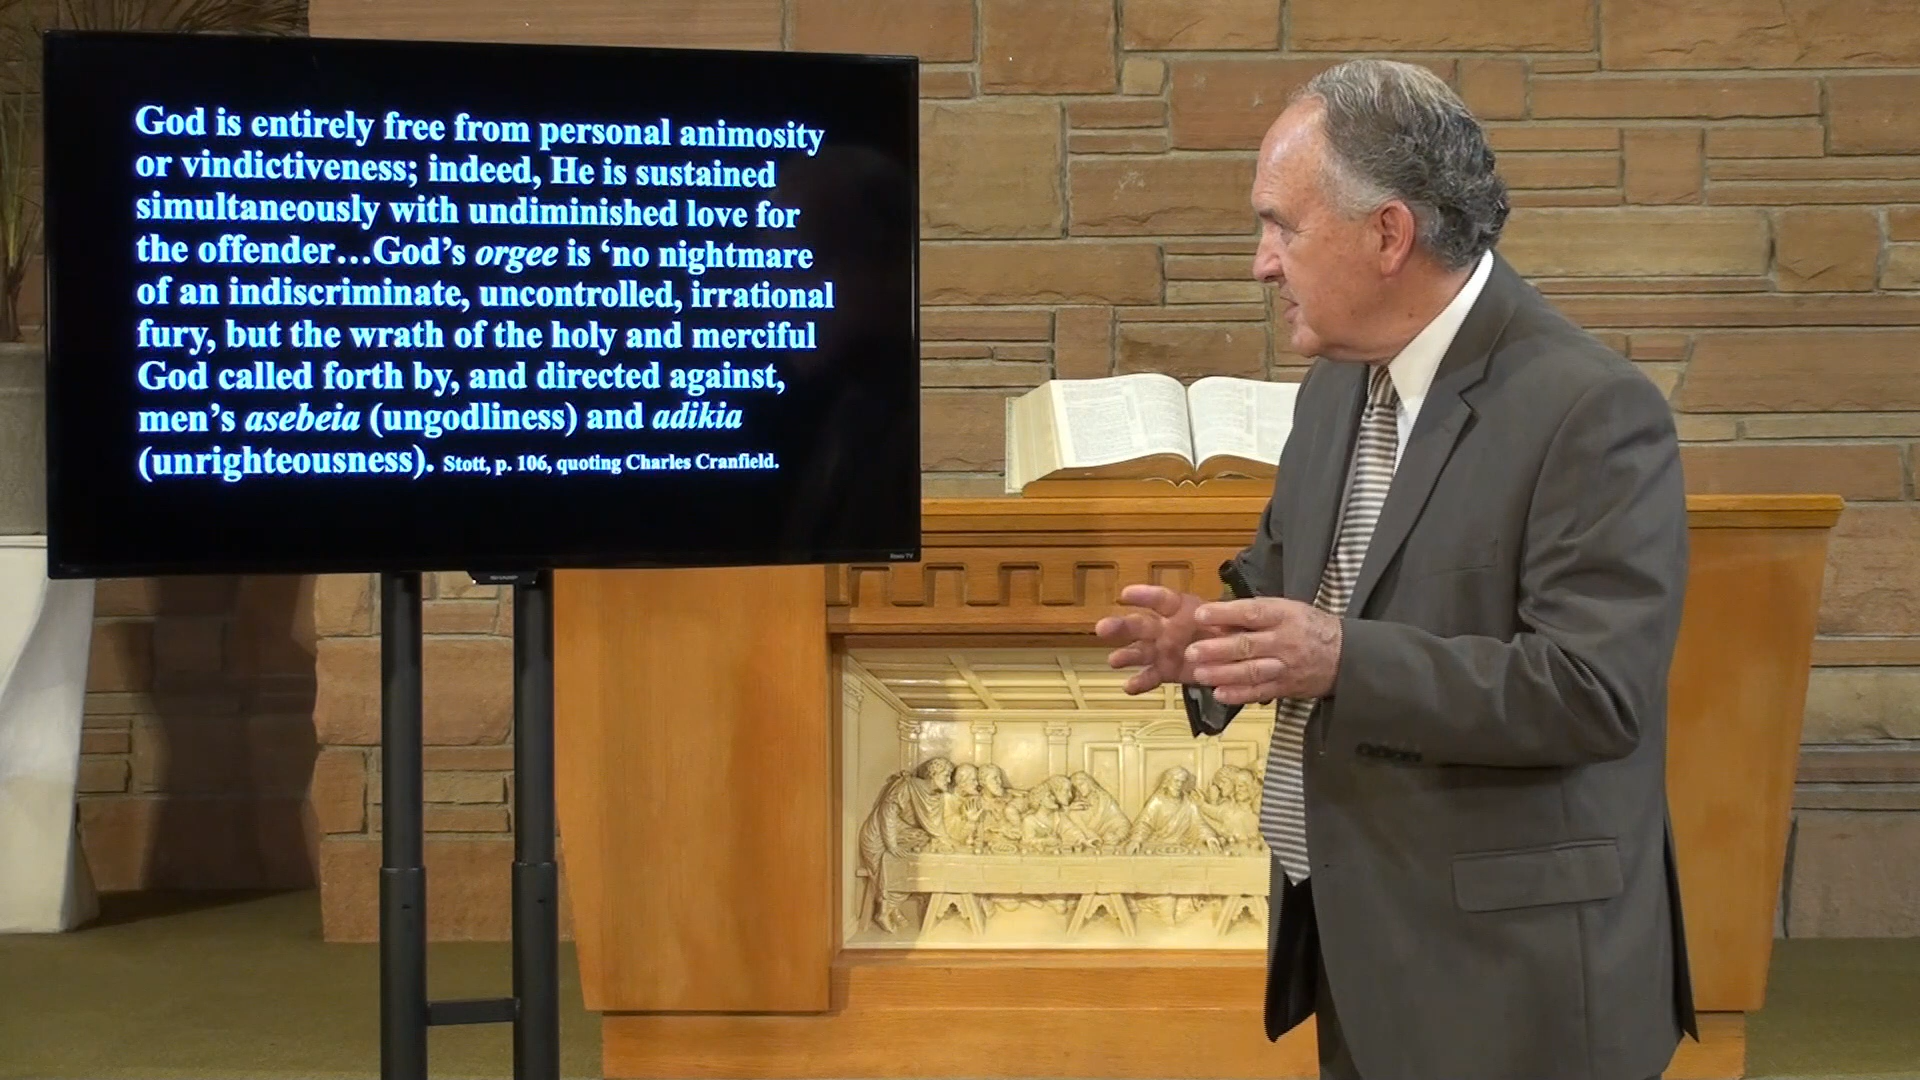 God is entirely free from personal animosity
or vindictiveness; indeed, He is sustained
simultaneously with undiminished love for
the offender…God’s orgee is ‘no nightmare
of an indiscriminate, uncontrolled, irrational
fury, but the wrath of the holy and merciful
God called forth by, and directed against,
men’s asebeia (ungodliness) and adikia
(unrighteousness). Stott, p. 106, quoting Charles Cranfield.
Roku TV